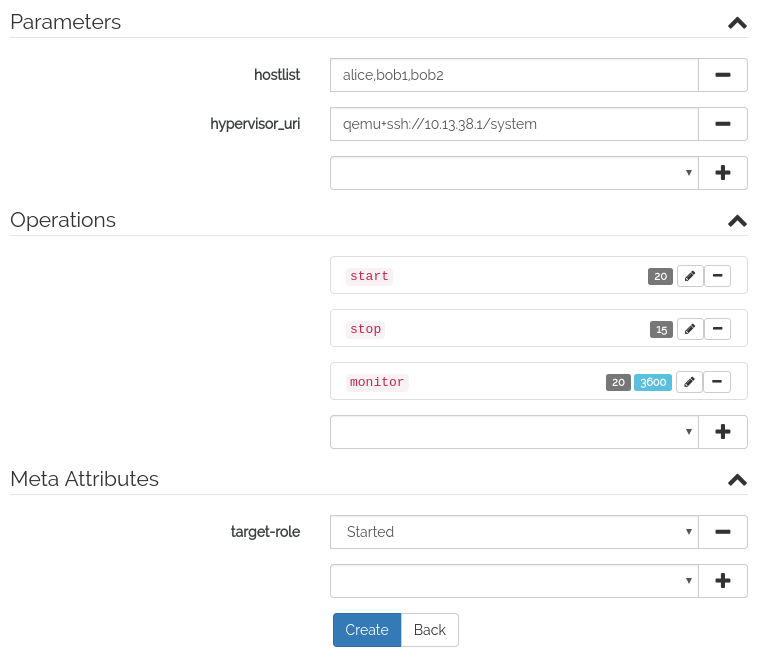 Parameters
hostlist alice,bob1,bob2
hypervisor_uri qemu+ssh://10.13.38.1/system
Operations
start 20
stop 15
monitor 20 3600
Meta Attributes
target-role Started
Create Back